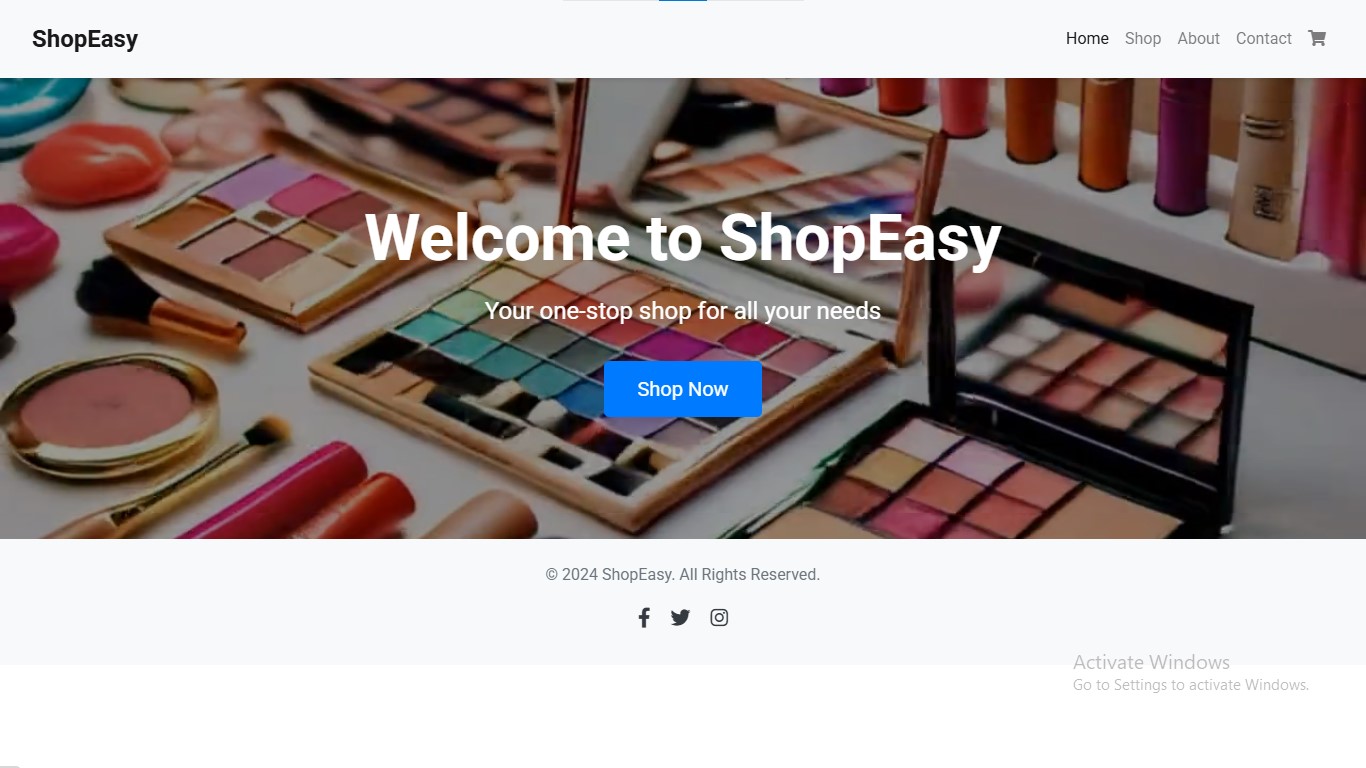 ShopEasy
Home Shop About Contact
Welcome to ShopEasy
Your one-stop shop for all your needs
Shop Now
© 2024 ShopEasy. All Rights Reserved.
Activate Windows
Go to Settings to activate Windows.